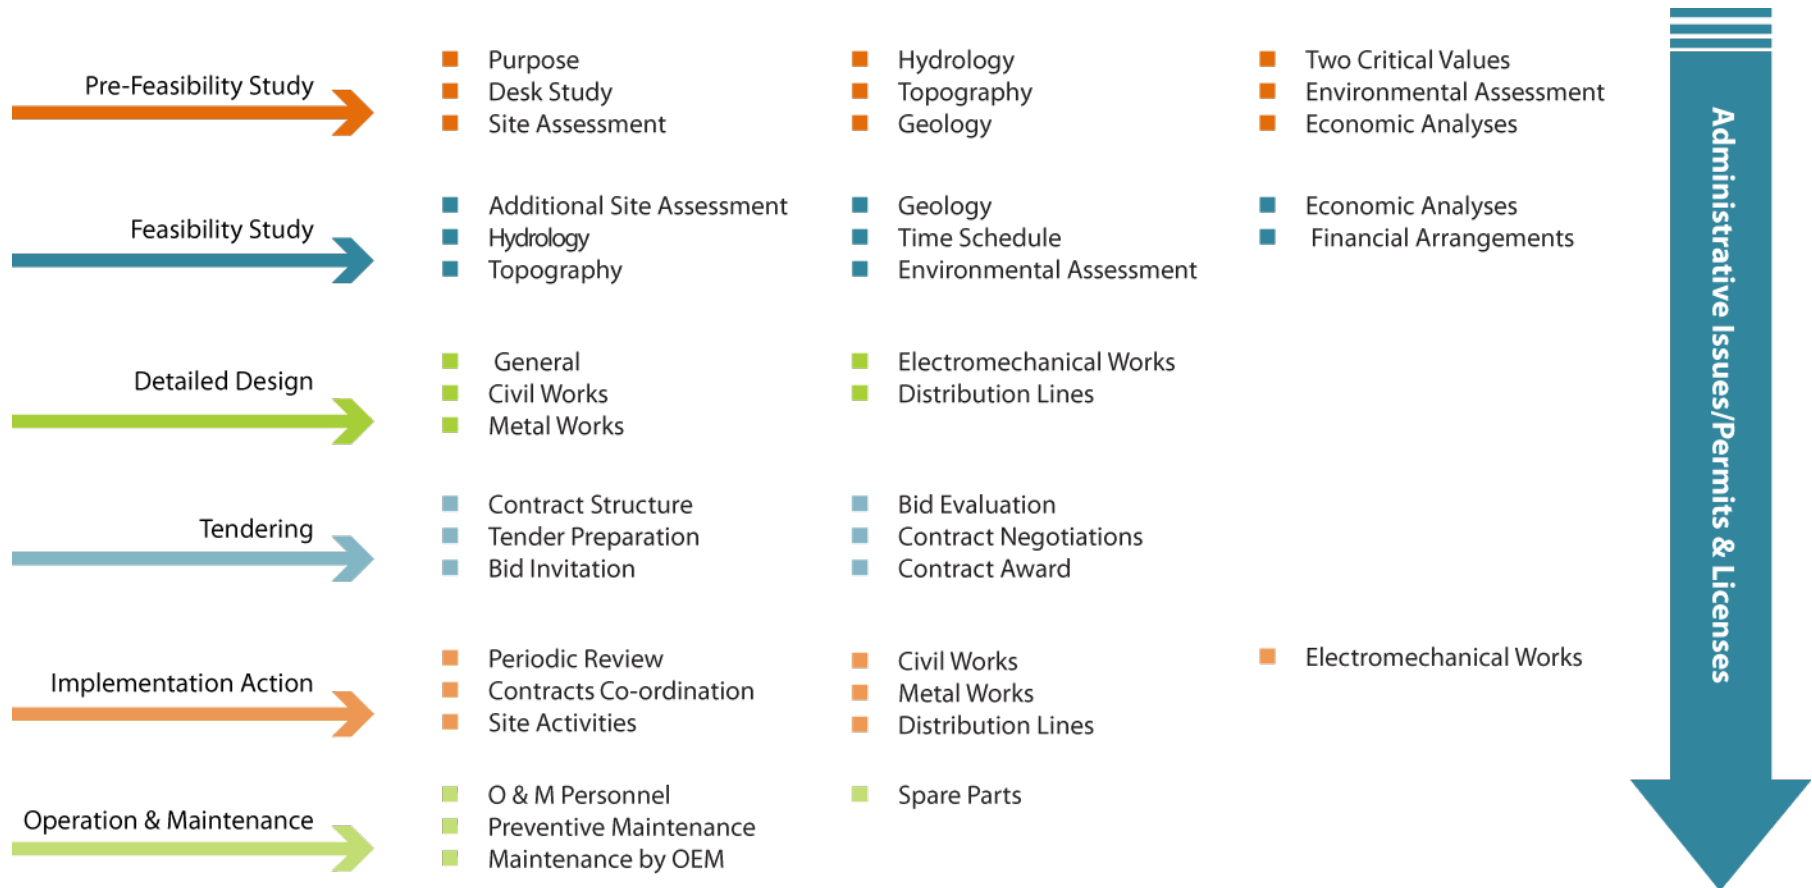 Pre-Feasibility Study
Purpose
Desk Study
Site Assessment
Hydrology
Topography
Geology
Two Critical Values
Environmental Assessment
Economic Analyses
Feasibility Study
Additional Site Assessment
Hydrology
Topography
Geology
Time Schedule
Environmental Assessment
Economic Analyses
Financial Arrangements
Detailed Design
General
Civil Works
Metal Works
Electromechanical Works
Distribution Lines
Tendering
Contract Structure
Tender Preparation
Bid Invitation
Bid Evaluation
Contract Negotiations
Contract Award
Implementation Action
Periodic Review
Contracts Co-ordination
Site Activities
Civil Works
Metal Works
Distribution Lines
Electromechanical Works
Operation & Maintenance
O & M Personnel
Preventive Maintenance
Maintenance by OEM
Spare Parts
Administrative Issues/Permits & Licenses